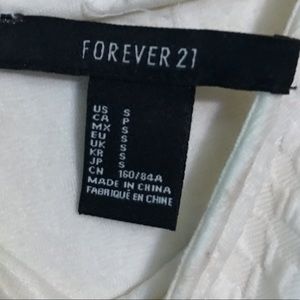 FOREVER 21
US S
CA P
MX S
EU S
UK S
KR S
JP S
CN 160/84A
MADE IN CHINA
FABRIQUÉ EN CHINE